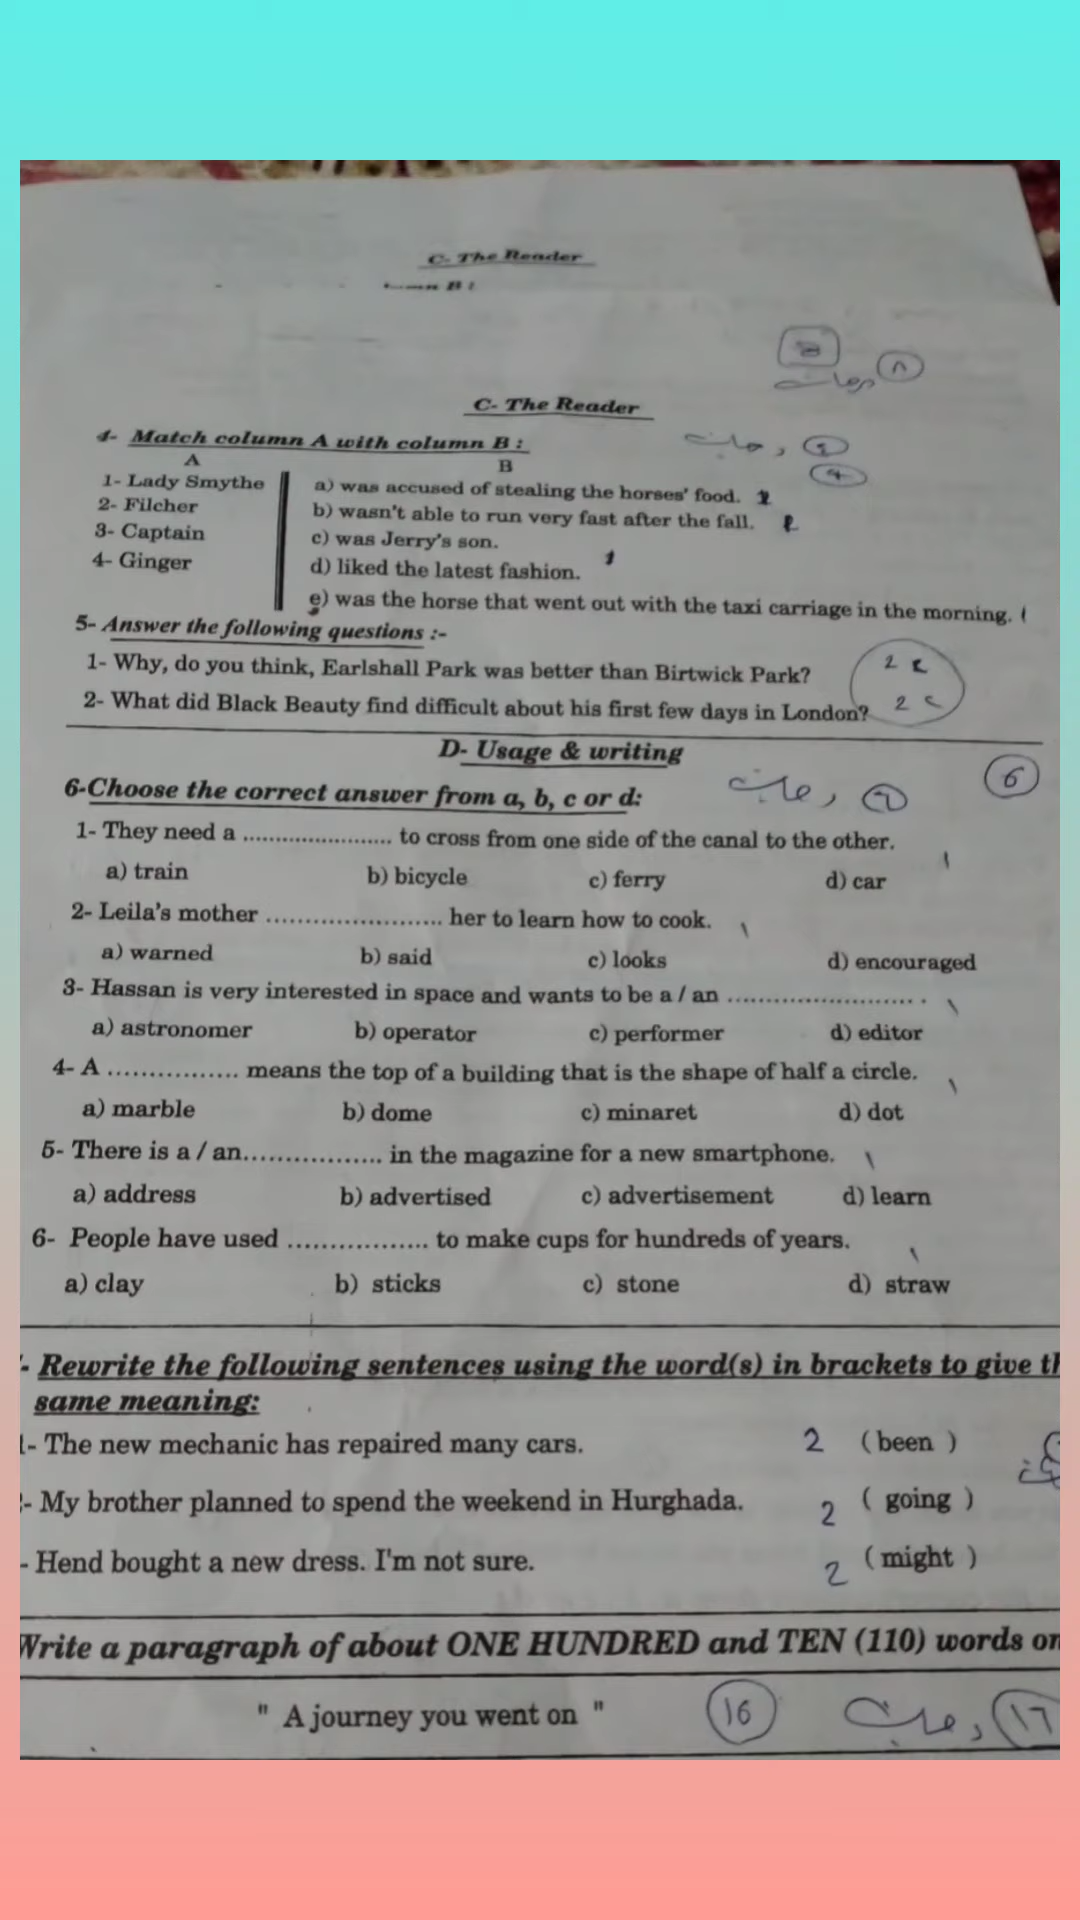 C- The Reader
B :
C- The Reader
4- Match column A with column B :
A B
1- Lady Smythe a) was accused of stealing the horses' food.
2- Filcher b) wasn't able to run very fast after the fall.
3- Captain c) was Jerry's son.
4- Ginger d) liked the latest fashion.
e) was the horse that went out with the taxi carriage in the morning.
5- Answer the following questions :-
1- Why, do you think, Earlshall Park was better than Birtwick Park? 2
2- What did Black Beauty find difficult about his first few days in London? 2
D- Usage & writing
6-Choose the correct answer from a, b, c or d: 6
1- They need a ...................... to cross from one side of the canal to the other.
a) train b) bicycle c) ferry d) car
2- Leila's mother ...................... her to learn how to cook.
a) warned b) said c) looks d) encouraged
3- Hassan is very interested in space and wants to be a / an ........................ .
a) astronomer b) operator c) performer d) editor
4- A ................ means the top of a building that is the shape of half a circle.
a) marble b) dome c) minaret d) dot
5- There is a / an................. in the magazine for a new smartphone.
a) address b) advertised c) advertisement d) learn
6- People have used ................. to make cups for hundreds of years.
a) clay b) sticks c) stone d) straw
- Rewrite the following sentences using the word(s) in brackets to give th
same meaning:
- The new mechanic has repaired many cars. 2 ( been )
- My brother planned to spend the weekend in Hurghada. 2 ( going )
- Hend bought a new dress. I'm not sure. 2 ( might )
Write a paragraph of about ONE HUNDRED and TEN (110) words on
" A journey you went on " 16 ١٦ درجات